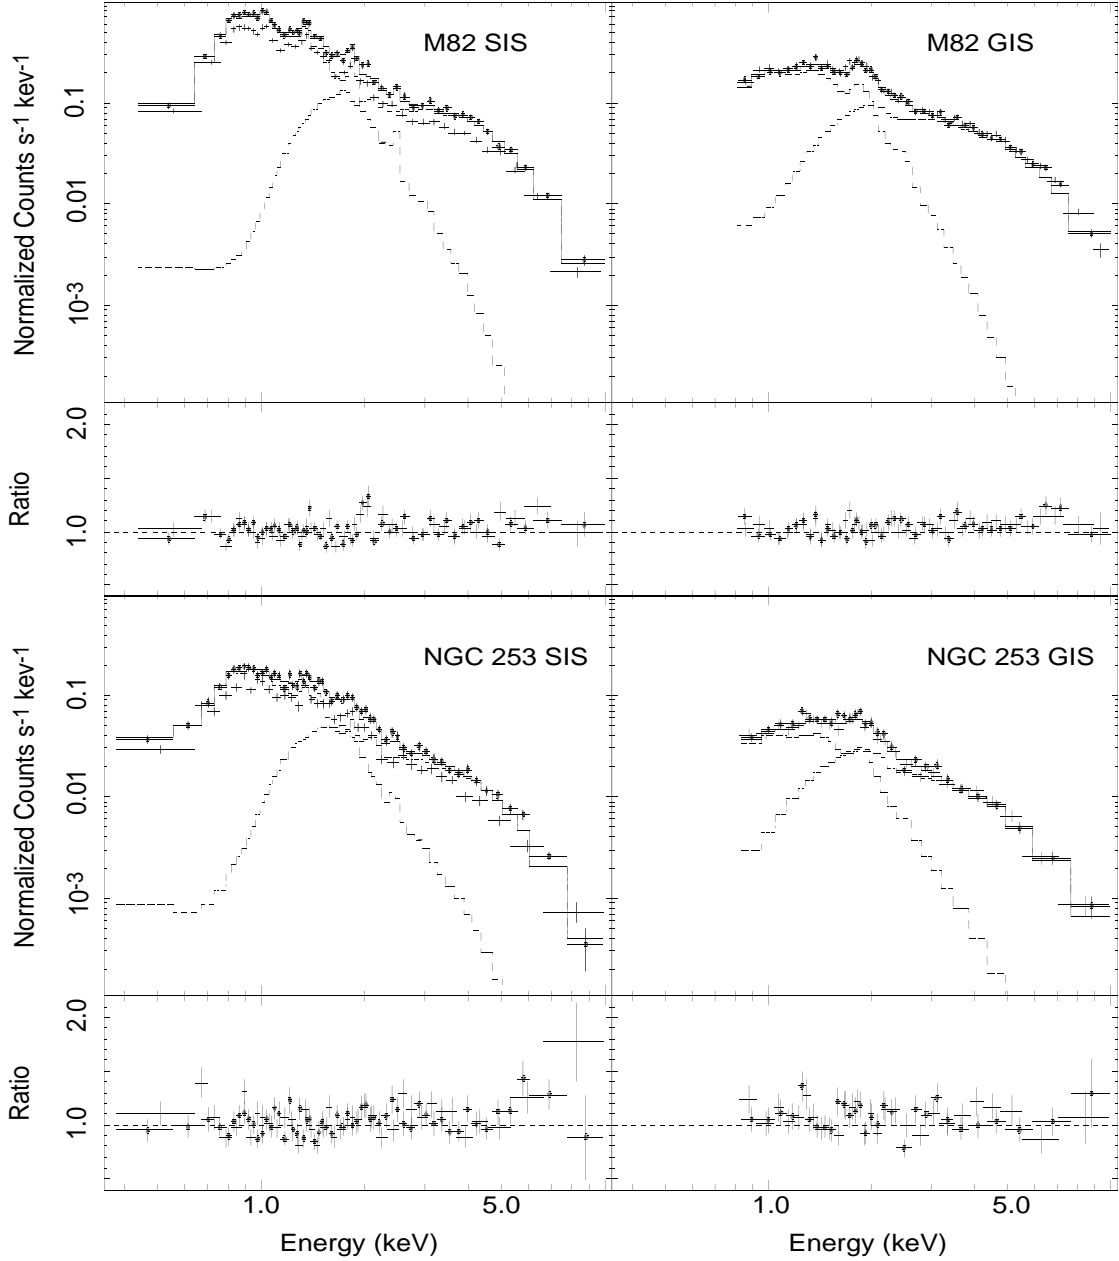 M82 SIS
M82 GIS
Normalized Counts s-1 kev-1
0.1
0.01
10-3
Ratio
2.0
1.0
NGC 253 SIS
NGC 253 GIS
Normalized Counts s-1 kev-1
0.1
0.01
10-3
Ratio
2.0
1.0
1.0 5.0 1.0 5.0
Energy (keV) Energy (keV)